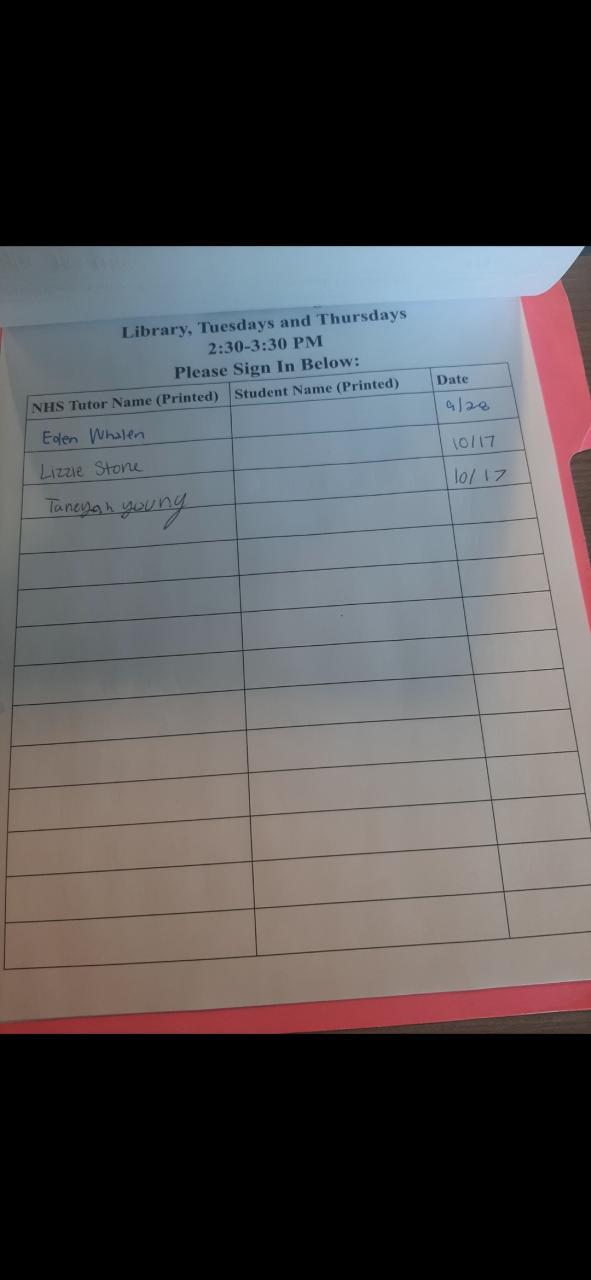 Library, Tuesdays and Thursdays
2:30-3:30 PM
Please Sign In Below:
NHS Tutor Name (Printed) Student Name (Printed) Date
Eden Whalen 9/28
Lizzie Stone 10/17
Taneyah young 10/17